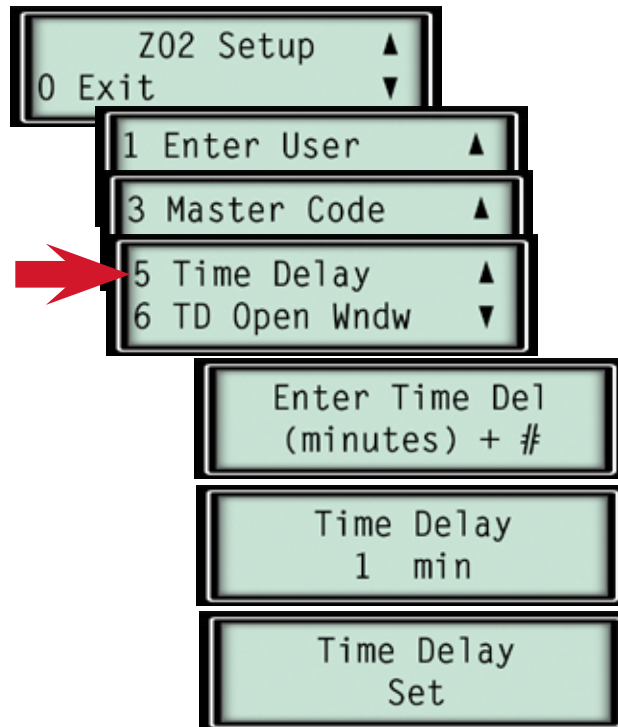 Z02 Setup ▲
0 Exit ▼
1 Enter User ▲
3 Master Code ▲
5 Time Delay ▲
6 TD Open Wndw ▼
Enter Time Del
(minutes) + #
Time Delay
1 min
Time Delay
Set